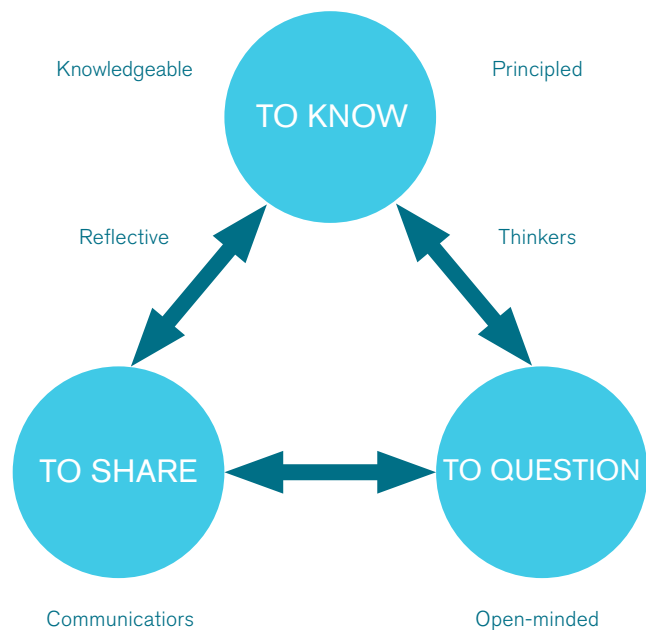 Knowledgeable
Principled
TO KNOW
Reflective
Thinkers
TO SHARE
TO QUESTION
Communicatiors
Open-minded